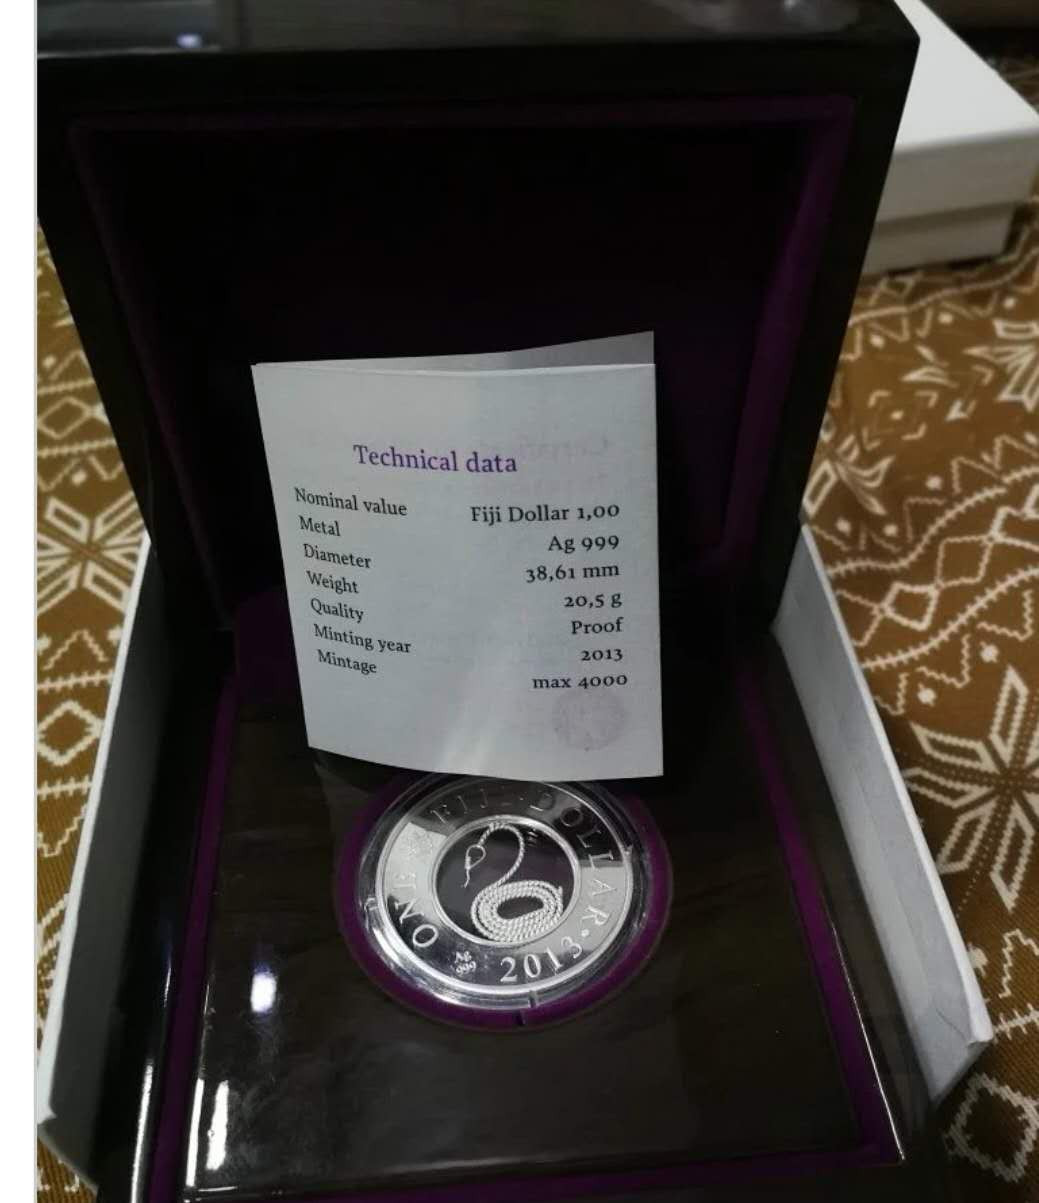 Technical data
Nominal value Fiji Dollar 1,00
Metal Ag 999
Diameter 38,61 mm
Weight 20,5 g
Quality Proof
Minting year 2013
Mintage max 4000
ONE FIJI DOLLAR • 2013 •
Ag
999